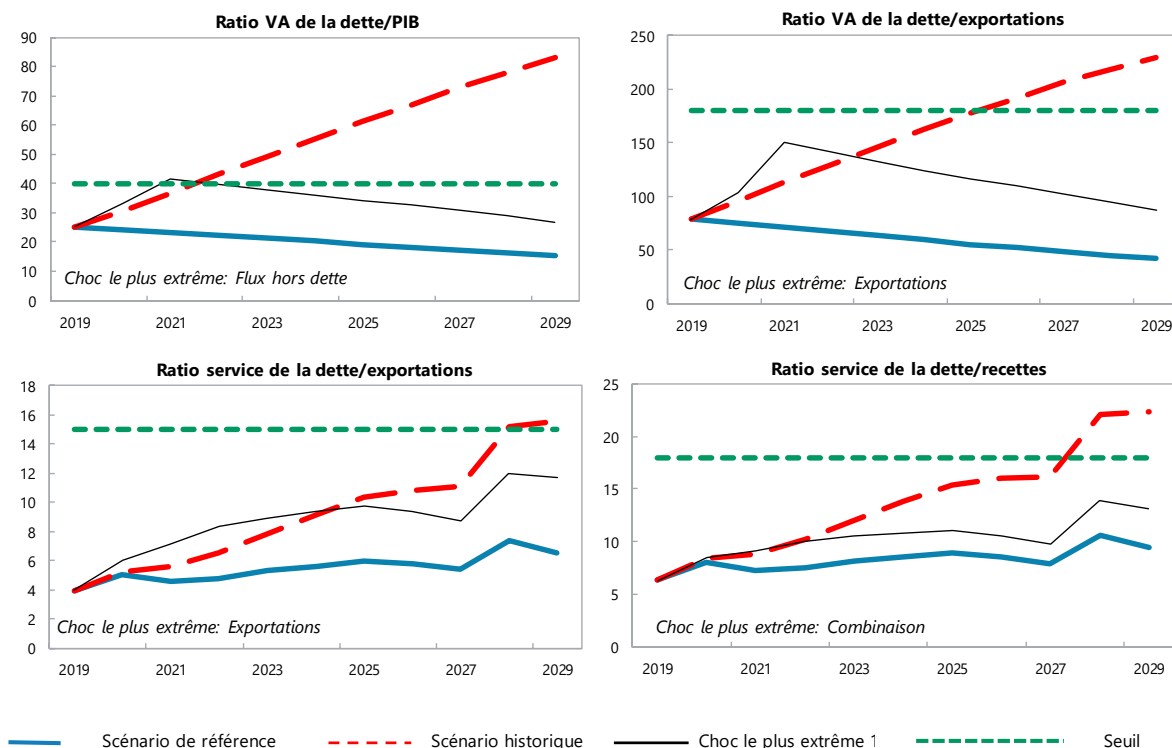 Ratio VA de la dette/PIB
90
80
70
60
50
40
30
20
10
0
Choc le plus extrême: Flux hors dette
2019 2021 2023 2025 2027 2029
Ratio VA de la dette/exportations
250
200
150
100
50
0
Choc le plus extrême: Exportations
2019 2021 2023 2025 2027 2029
Ratio service de la dette/exportations
18
16
14
12
10
8
6
4
2
0
Choc le plus extrême: Exportations
2019 2021 2023 2025 2027 2029
Ratio service de la dette/recettes
25
20
15
10
5
0
Choc le plus extrême: Combinaison
2019 2021 2023 2025 2027 2029
Scénario de référence Scénario historique Choc le plus extrême 1 Seuil